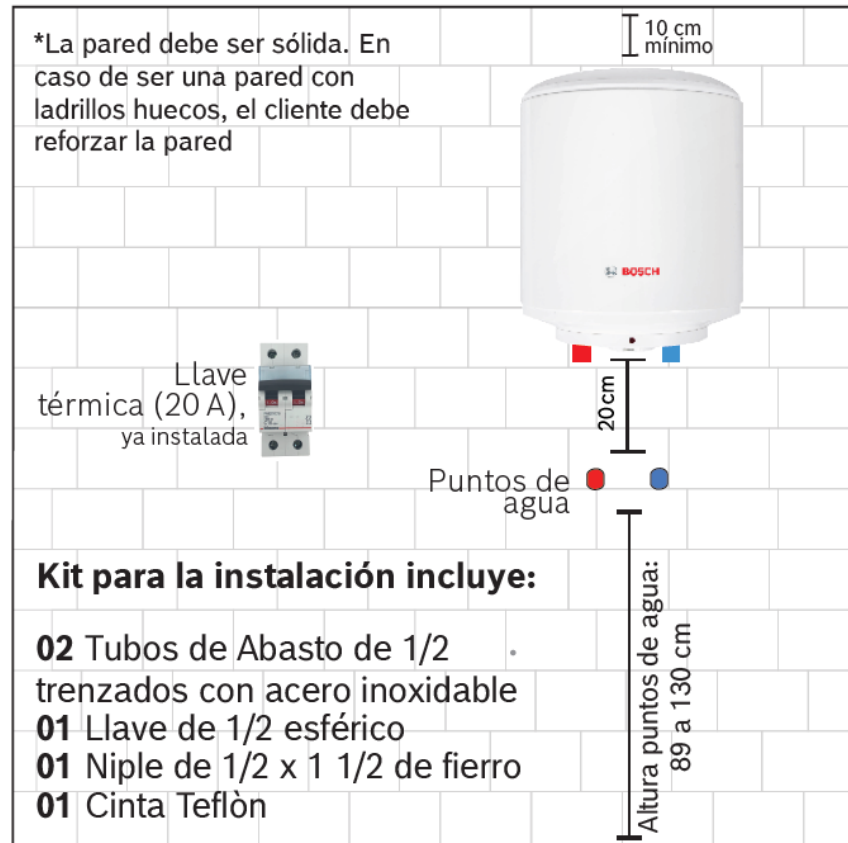 *La pared debe ser sólida. En
caso de ser una pared con
ladrillos huecos, el cliente debe
reforzar la pared
10 cm
mínimo
BOSCH
Llave
térmica (20 A),
ya instalada
20 cm
Puntos de
agua
Kit para la instalación incluye:
02 Tubos de Abasto de 1/2
trenzados con acero inoxidable
01 Llave de 1/2 esférico
01 Niple de 1/2 x 1 1/2 de fierro
01 Cinta Teflòn
Altura puntos de agua:
89 a 130 cm